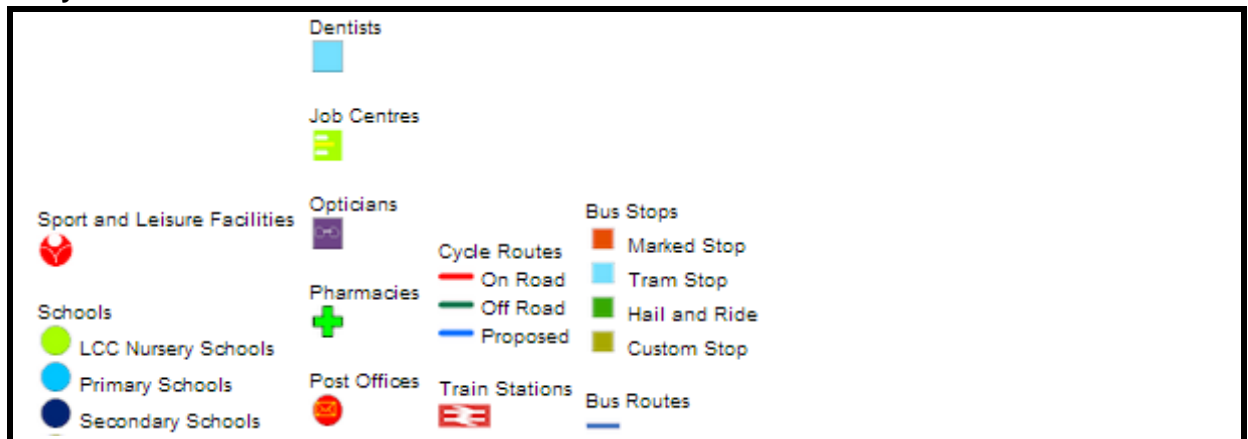 Dentists
Job Centres
Sport and Leisure Facilities
Schools
LCC Nursery Schools
Primary Schools
Secondary Schools
Opticians
Pharmacies
Post Offices
Cycle Routes
On Road
Off Road
Proposed
Train Stations
Bus Stops
Marked Stop
Tram Stop
Hail and Ride
Custom Stop
Bus Routes